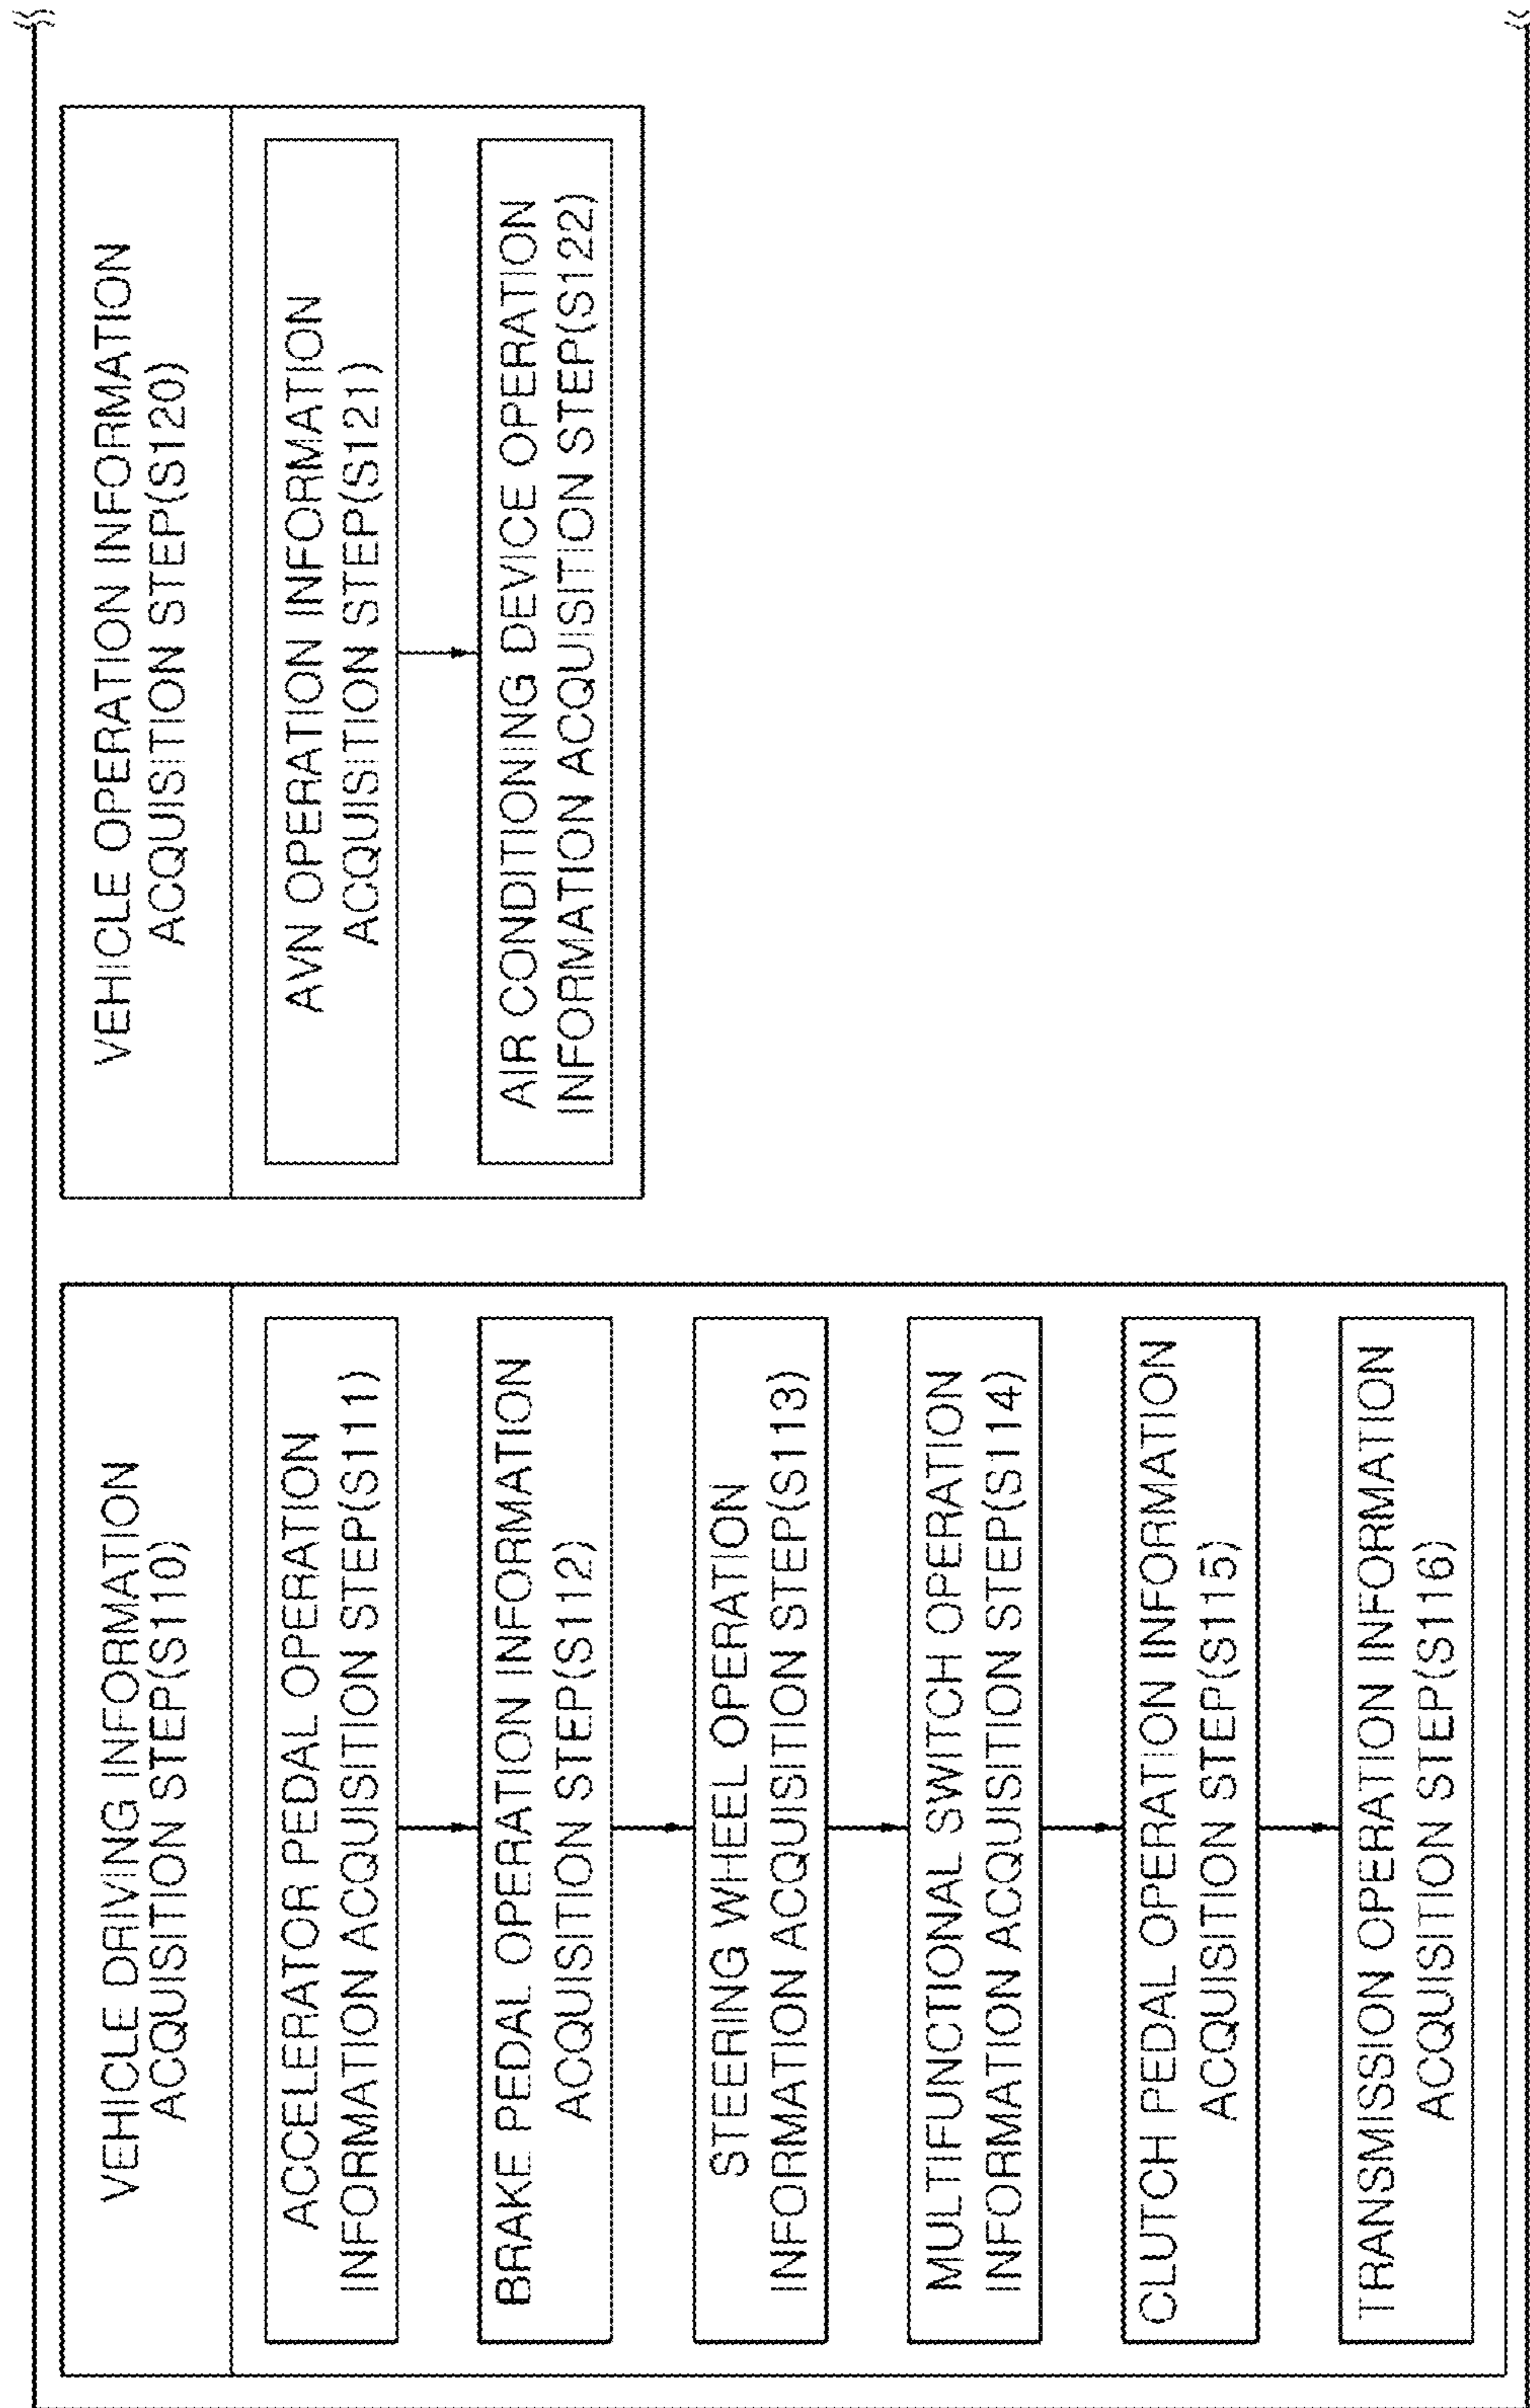 VEHICLE DRIVING INFORMATION
ACQUISITION STEP(S110)
ACCELERATOR PEDAL OPERATION
INFORMATION ACQUISITION STEP(S111)
BRAKE PEDAL OPERATION INFORMATION
ACQUISITION STEP(S112)
STEERING WHEEL OPERATION
INFORMATION ACQUISITION STEP(S113)
MULTIFUNCTIONAL SWITCH OPERATION
INFORMATION ACQUISITION STEP(S114)
CLUTCH PEDAL OPERATION INFORMATION
ACQUISITION STEP(S115)
TRANSMISSION OPERATION INFORMATION
ACQUISITION STEP(S116)
VEHICLE OPERATION INFORMATION
ACQUISITION STEP(S120)
AVN OPERATION INFORMATION
ACQUISITION STEP(S121)
AIR CONDITIONING DEVICE OPERATION
INFORMATION ACQUISITION STEP(S122)